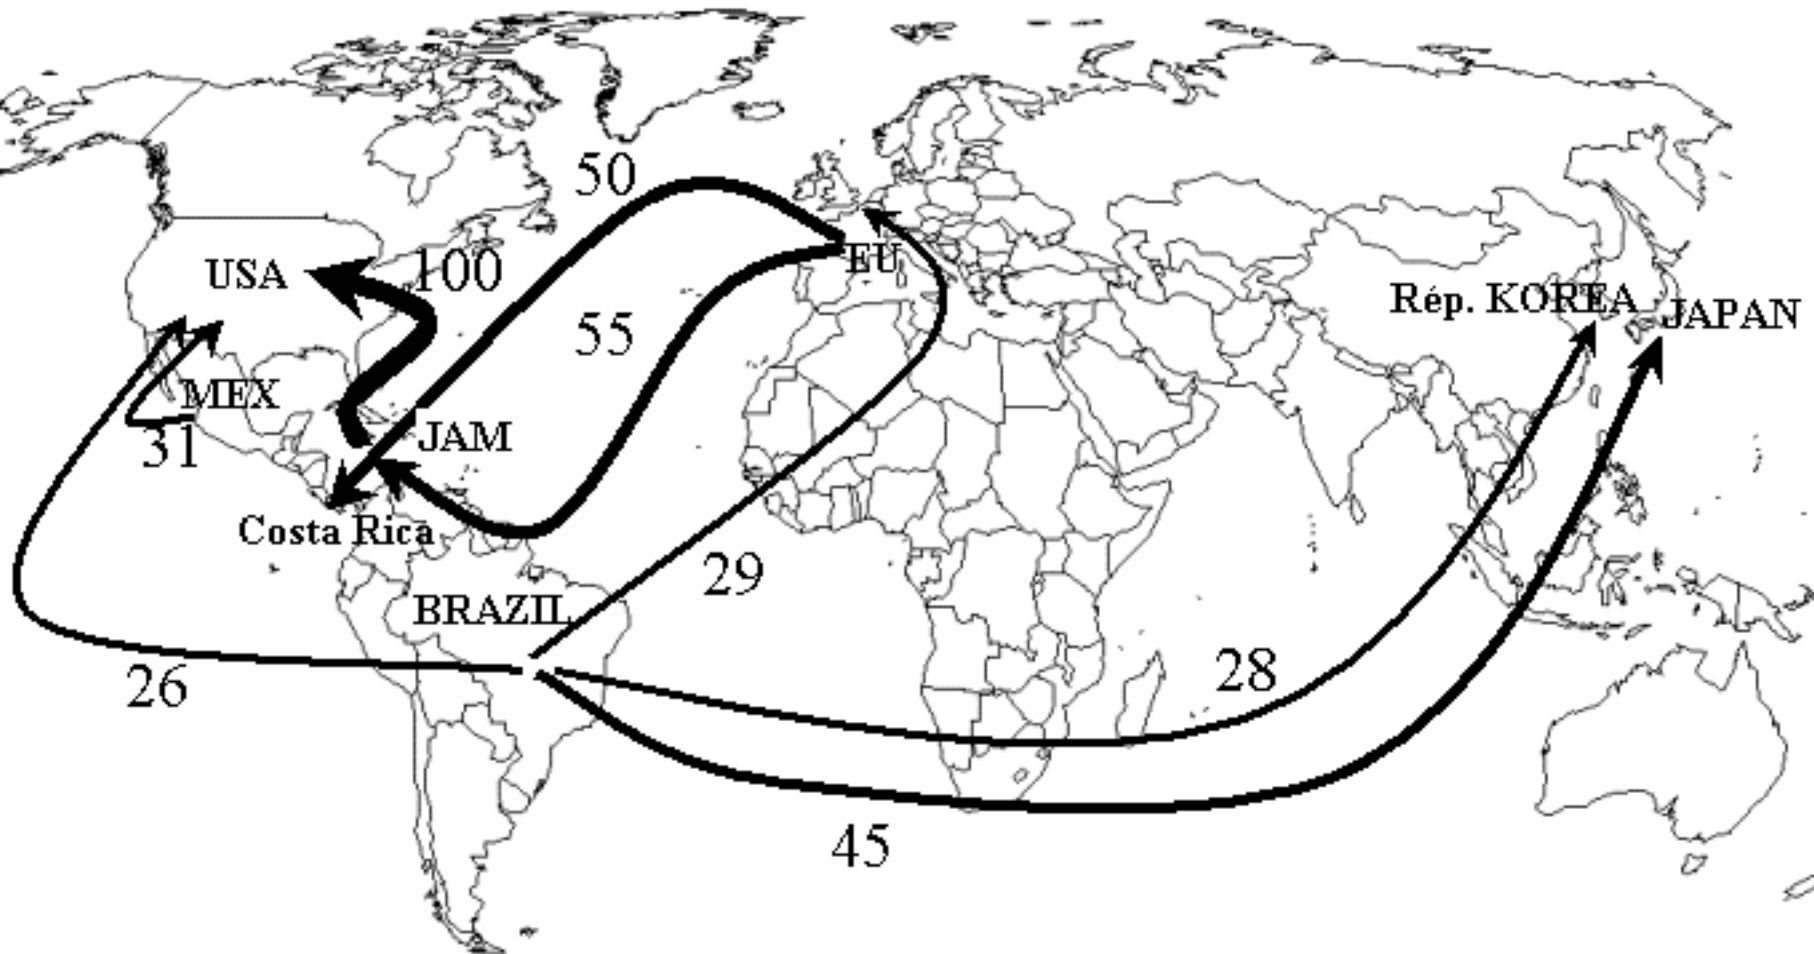 50
USA
100
EU
Rép. KOREA
JAPAN
55
MEX
31
JAM
Costa Rica
29
BRAZIL
26
28
45